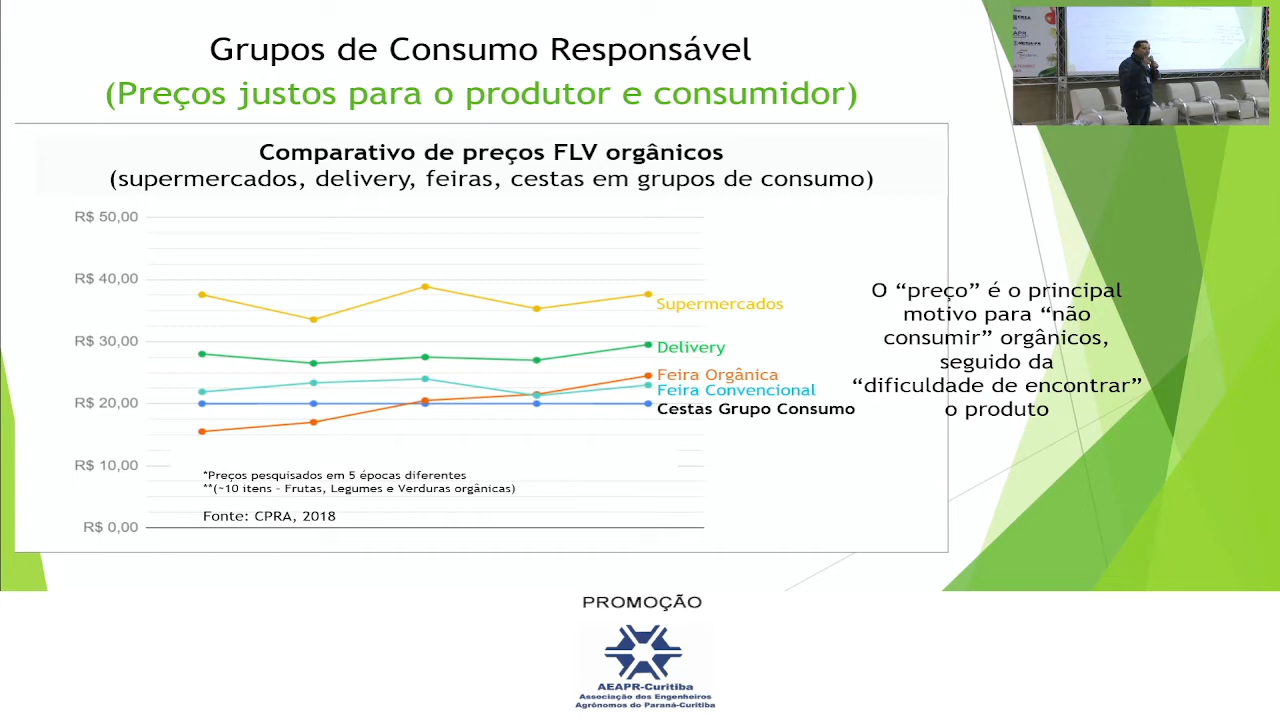 Grupos de Consumo Responsável
(Preços justos para o produtor e consumidor)
Comparativo de preços FLV orgânicos
(supermercados, delivery, feiras, cestas em grupos de consumo)
R$ 50,00
R$ 40,00
R$ 30,00
R$ 20,00
R$ 10,00
R$ 0,00
Supermercados
Delivery
Feira Orgânica
Feira Convencional
Cestas Grupo Consumo
*Preços pesquisados em 5 épocas diferentes
**(~10 itens - Frutas, Legumes e Verduras orgânicas)
Fonte: CPRA, 2018
O “preço” é o principal
motivo para “não
consumir” orgânicos,
seguido da
“dificuldade de encontrar”
o produto
PROMOÇÃO
AEAPR-Curitiba
Associação dos Engenheiros
Agrônomos do Paraná-Curitiba